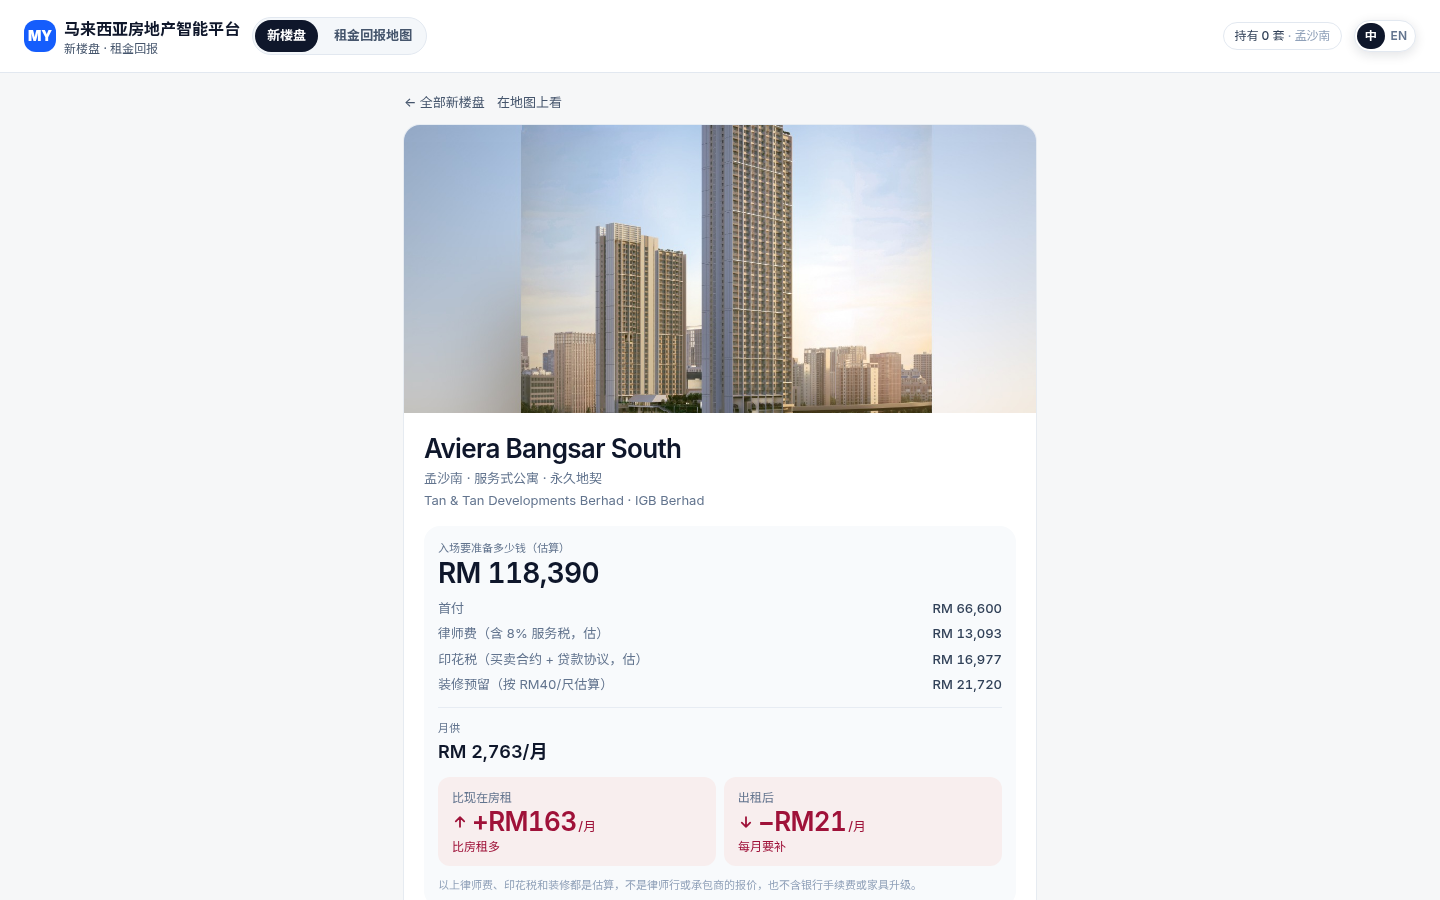 MY
马来西亚房地产智能平台
新楼盘 · 租金回报
新楼盘
租金回报地图
持有 0 套 · 孟沙南
中
EN
← 全部新楼盘
在地图上看
Aviera Bangsar South
孟沙南 · 服务式公寓 · 永久地契
Tan & Tan Developments Berhad · IGB Berhad
入场要准备多少钱（估算）
RM 118,390
首付 RM 66,600
律师费（含 8% 服务税，估） RM 13,093
印花税（买卖合约 + 贷款协议，估） RM 16,977
装修预留（按 RM40/尺估算） RM 21,720
月供
RM 2,763/月
比现在房租
↑ +RM163/月
比房租多
出租后
↓ −RM21/月
每月要补
以上律师费、印花税和装修都是估算，不是律师行或承包商的报价，也不含银行手续费或家具升级。